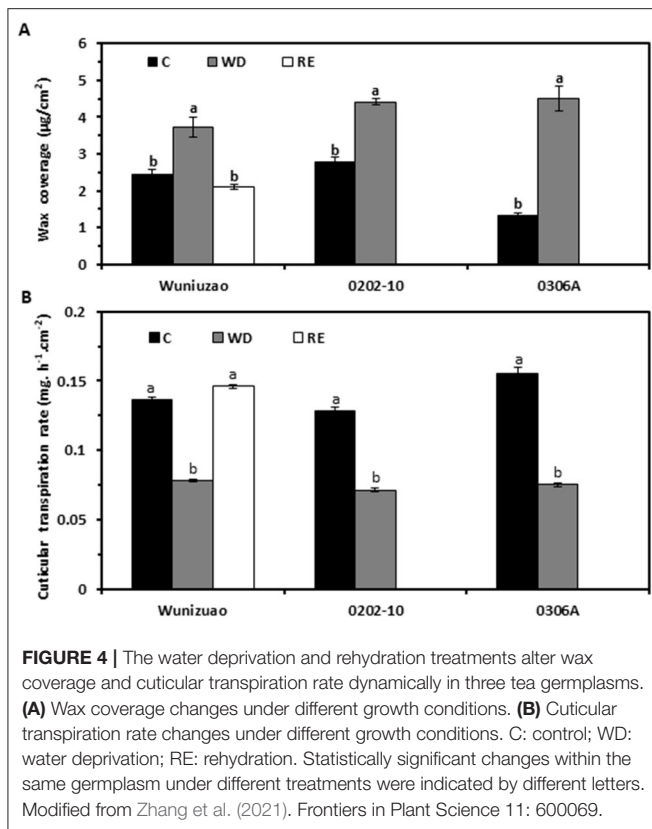 A
Wax coverage (µg/cm²)
6
5
4
3
2
1
0
C WD RE
b a b
b a
b a
Wuniuzao 0202-10 0306A
B
Cuticular transpiration rate (mg. h⁻¹.cm⁻²)
0.2
0.15
0.1
0.05
0
C WD RE
a b a
a b
a b
Wunizuao 0202-10 0306A
FIGURE 4 | The water deprivation and rehydration treatments alter wax
coverage and cuticular transpiration rate dynamically in three tea germplasms.
(A) Wax coverage changes under different growth conditions. (B) Cuticular
transpiration rate changes under different growth conditions. C: control; WD:
water deprivation; RE: rehydration. Statistically significant changes within the
same germplasm under different treatments were indicated by different letters.
Modified from Zhang et al. (2021). Frontiers in Plant Science 11: 600069.